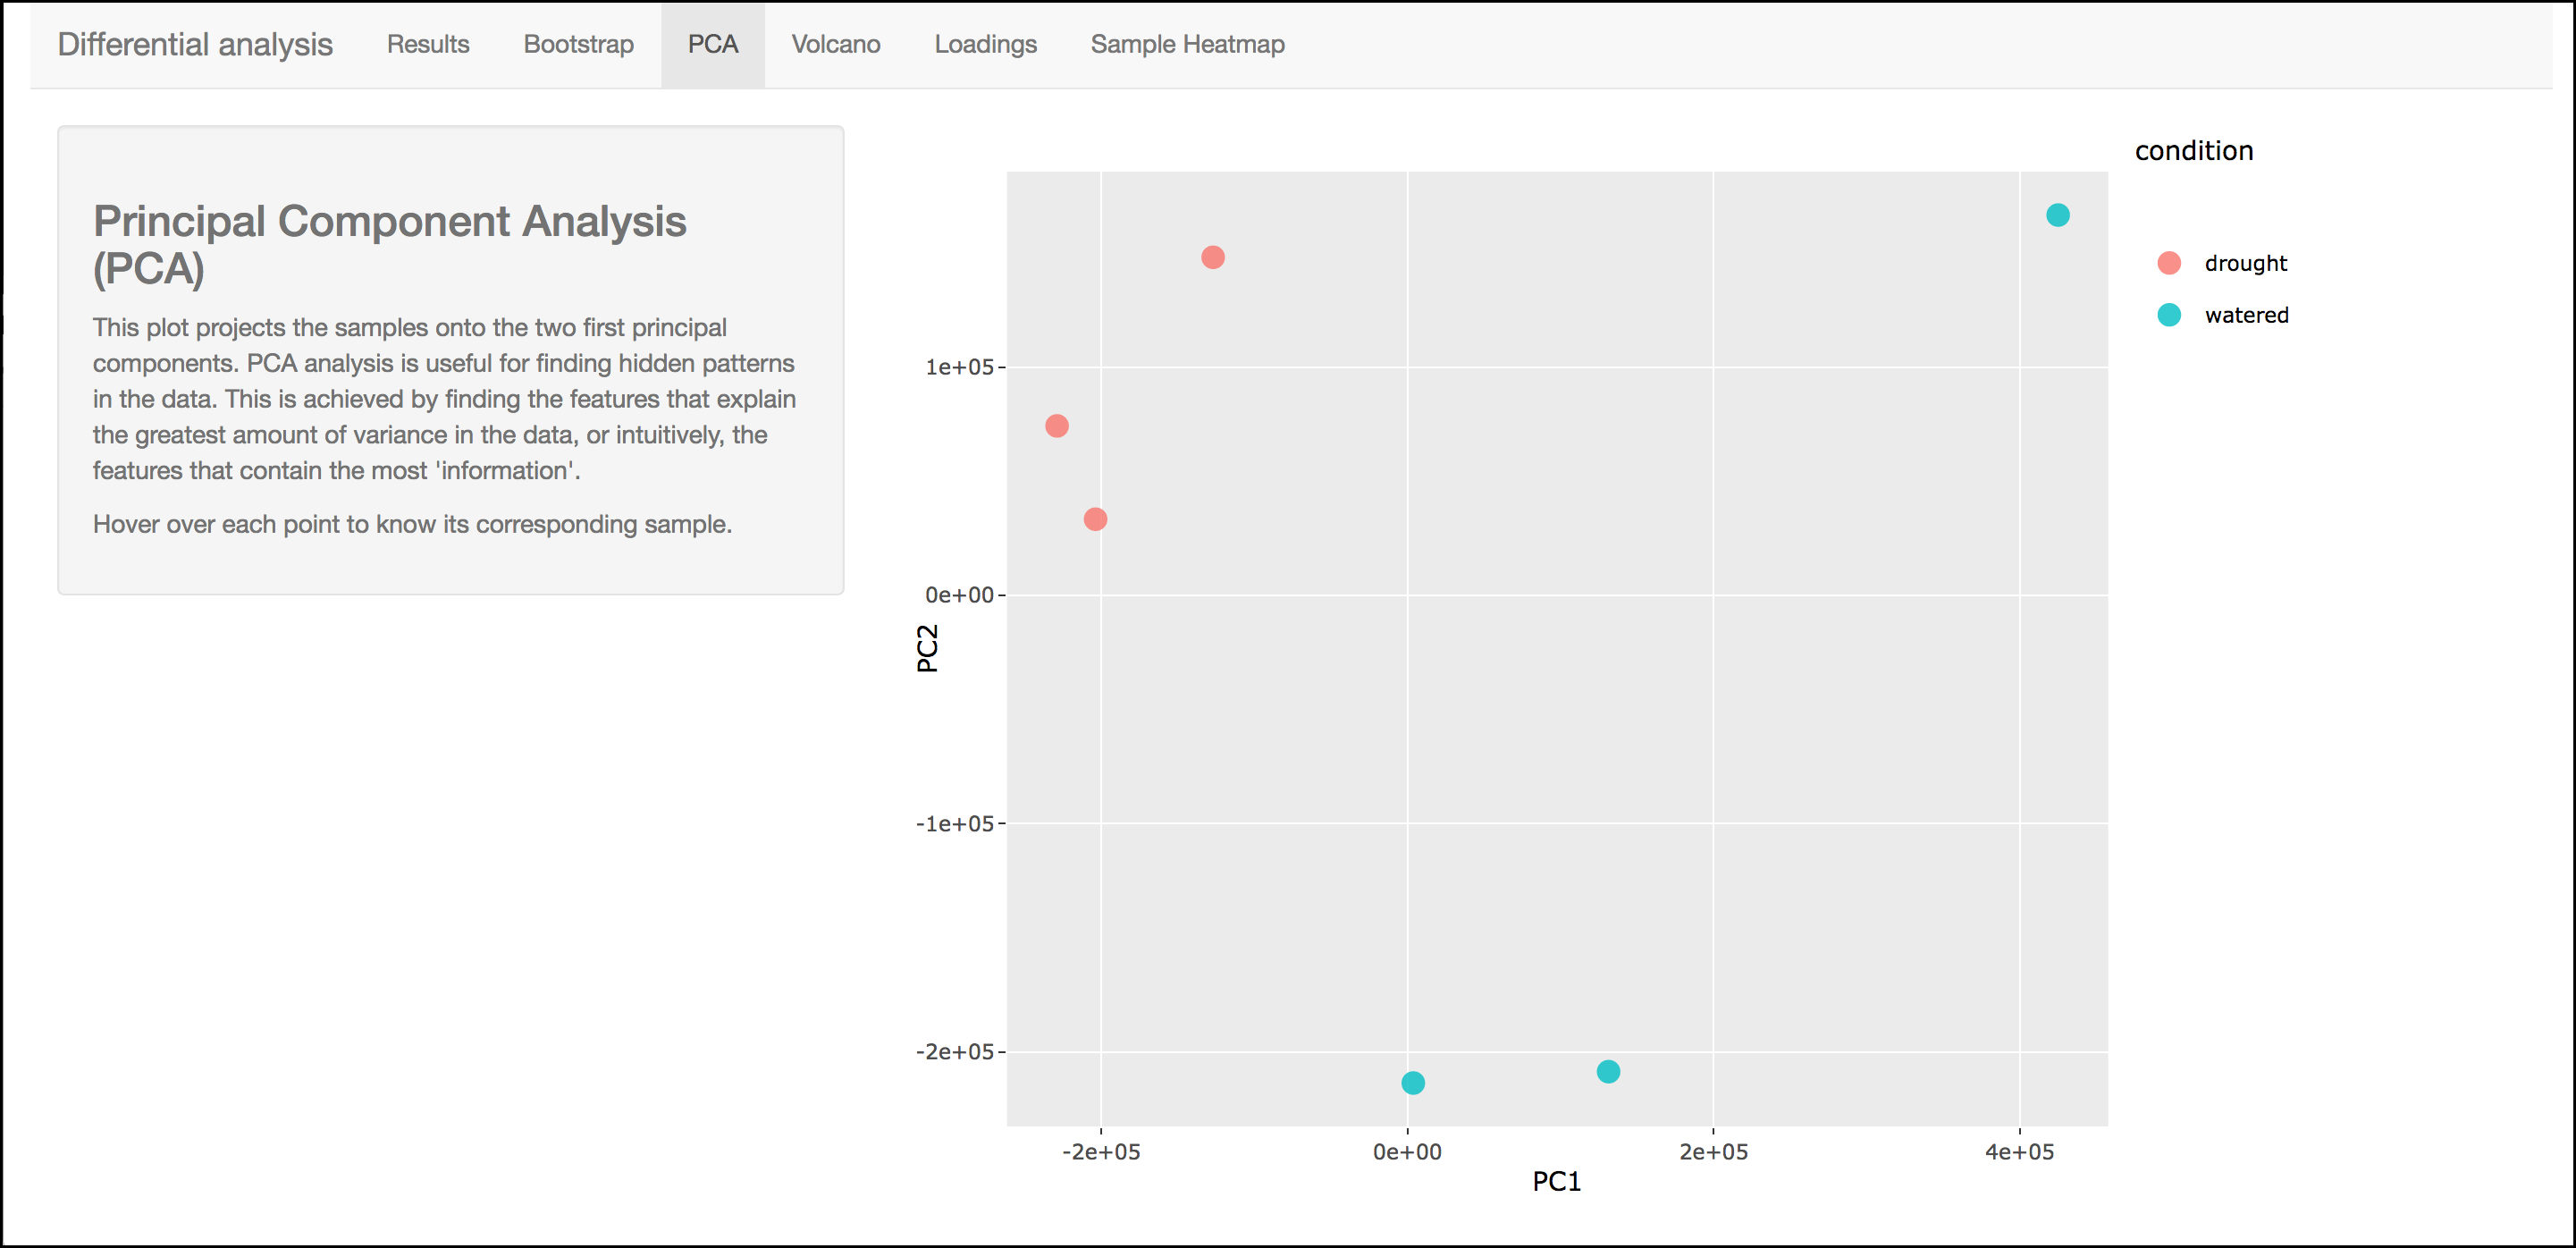 Differential analysis Results Bootstrap PCA Volcano Loadings Sample Heatmap
Principal Component Analysis
(PCA)
This plot projects the samples onto the two first principal
components. PCA analysis is useful for finding hidden patterns
in the data. This is achieved by finding the features that explain
the greatest amount of variance in the data, or intuitively, the
features that contain the most 'information'.
Hover over each point to know its corresponding sample.
condition
drought
watered
1e+05
0e+00
-1e+05
-2e+05
PC2
-2e+05 0e+00 2e+05 4e+05
PC1